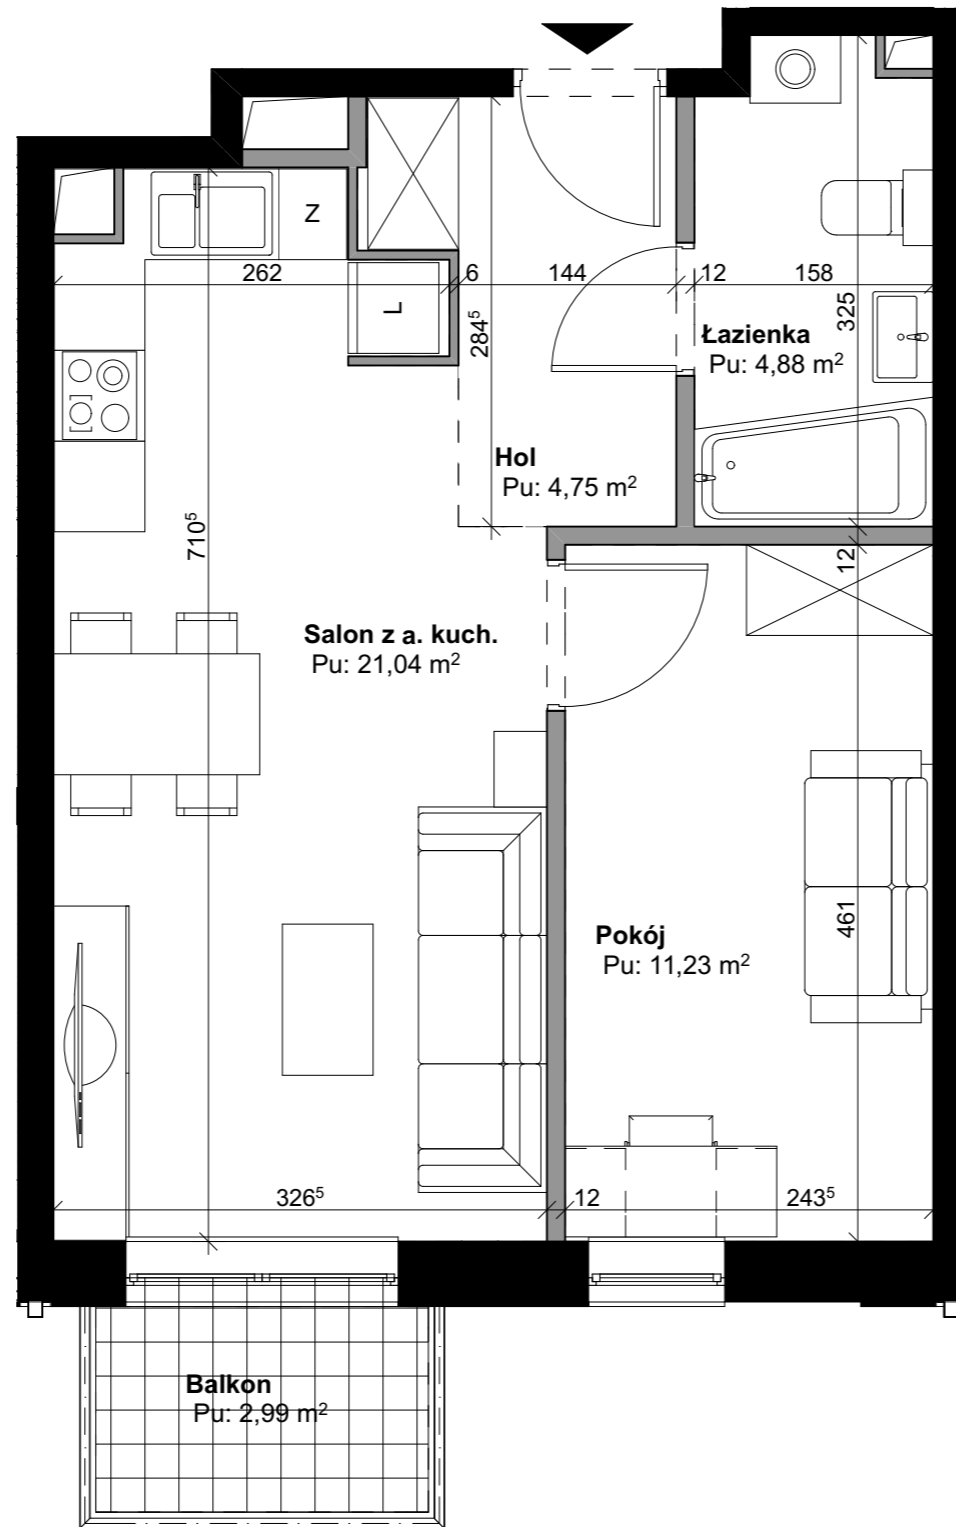 Z
262
6
144
12
158
L
284⁵
325
Łazienka
Pu: 4,88 m²
Hol
Pu: 4,75 m²
710⁵
12
Salon z a. kuch.
Pu: 21,04 m²
461
Pokój
Pu: 11,23 m²
326⁵
12
243⁵
Balkon
Pu: 2,99 m²